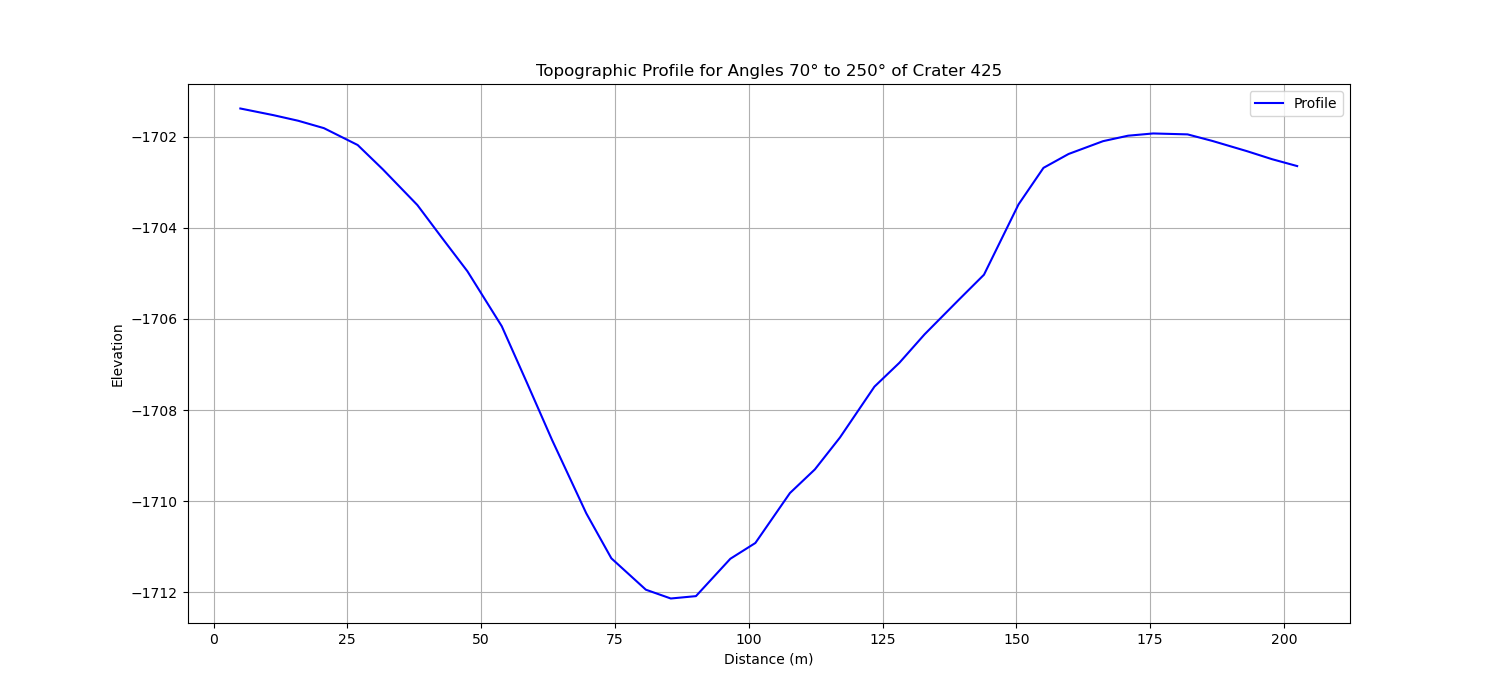 Topographic Profile for Angles 70° to 250° of Crater 425
Profile
−1702
−1704
−1706
−1708
−1710
−1712
Elevation
0 25 50 75 100 125 150 175 200
Distance (m)